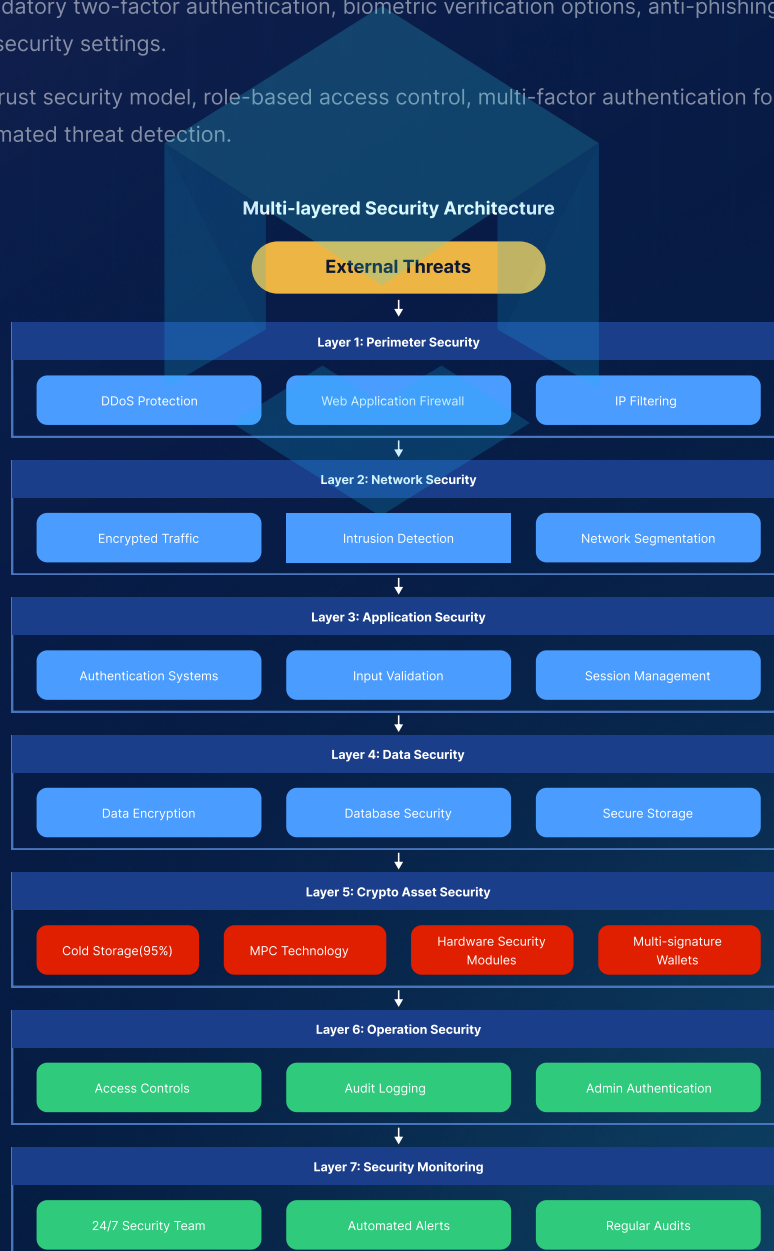 datory two-factor authentication, biometric verification options, anti-phishing
security settings.
rust security model, role-based access control, multi-factor authentication fo
mated threat detection.
Multi-layered Security Architecture
External Threats
Layer 1: Perimeter Security
DDoS Protection
Web Application Firewall
IP Filtering
Layer 2: Network Security
Encrypted Traffic
Intrusion Detection
Network Segmentation
Layer 3: Application Security
Authentication Systems
Input Validation
Session Management
Layer 4: Data Security
Data Encryption
Database Security
Secure Storage
Layer 5: Crypto Asset Security
Cold Storage(95%)
MPC Technology
Hardware Security
Modules
Multi-signature
Wallets
Layer 6: Operation Security
Access Controls
Audit Logging
Admin Authentication
Layer 7: Security Monitoring
24/7 Security Team
Automated Alerts
Regular Audits